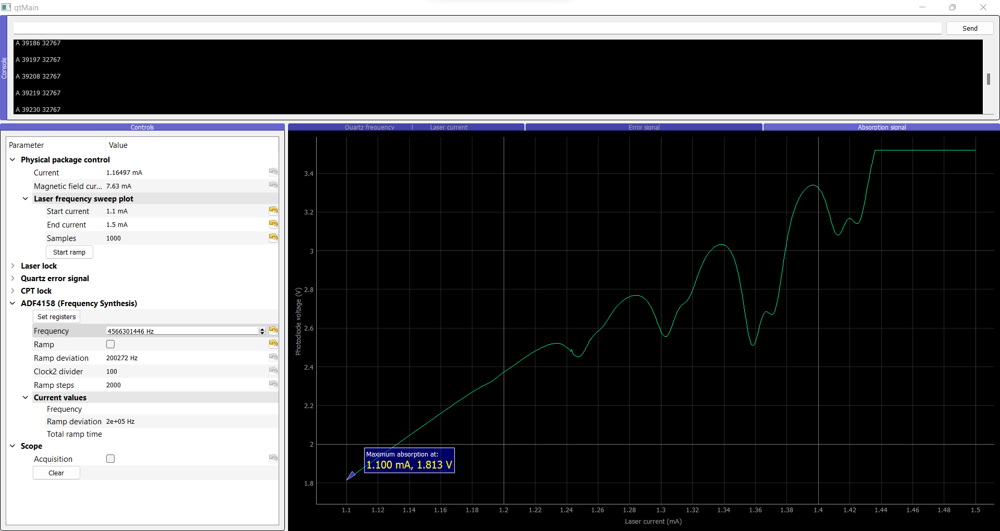 qtMain
Send
Console
A 39186 32767
A 39197 32767
A 39208 32767
A 39219 32767
A 39230 32767
Controls
Quartz frequency
Laser current
Error signal
Absorption signal
Parameter Value
Physical package control
Current 1.16497 mA
Magnetic field cur... 7.63 mA
Laser frequency sweep plot
Start current 1.1 mA
End current 1.5 mA
Samples 1000
Start ramp
Laser lock
Quartz error signal
CPT lock
ADF4158 (Frequency Synthesis)
Set registers
Frequency 4566301446 Hz
Ramp
Ramp deviation 200272 Hz
Clock2 divider 100
Ramp steps 2000
Current values
Frequency
Ramp deviation 2e+05 Hz
Total ramp time
Scope
Acquisition
Clear
Photodiode voltage (V)
3.4
3.2
3
2.8
2.6
2.4
2.2
2
1.8
Maximum absorption at:
1.100 mA, 1.813 V
1.1 1.12 1.14 1.16 1.18 1.2 1.22 1.24 1.26 1.28 1.3 1.32 1.34 1.36 1.38 1.4 1.42 1.44 1.46 1.48 1.5
Laser current (mA)